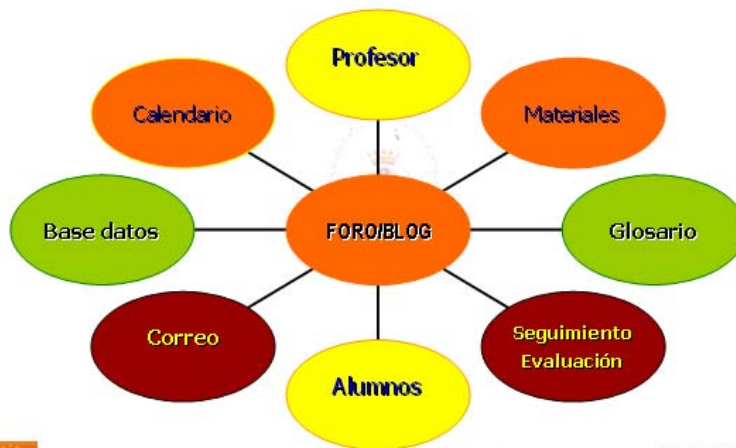 Profesor
Calendario
Materiales
Base datos
FORO/BLOG
Glosario
Correo
Seguimiento
Evaluación
Alumnos